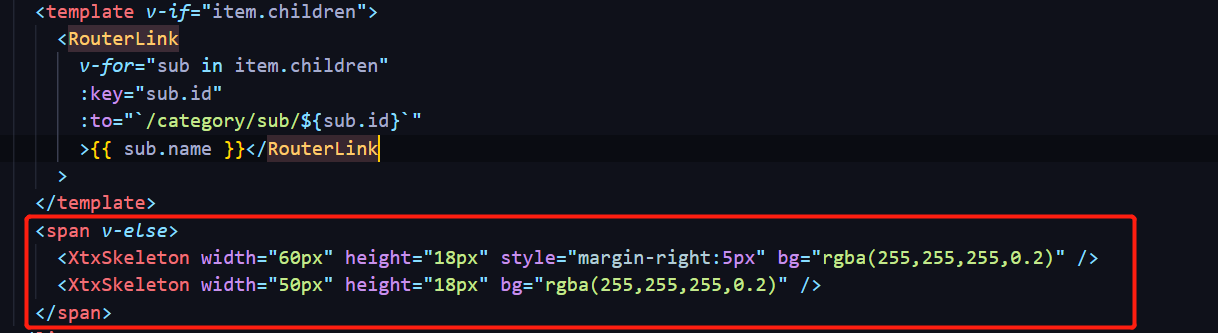 <template v-if="item.children">
<RouterLink
v-for="sub in item.children"
:key="sub.id"
:to="`/category/sub/${sub.id}`"
>{{ sub.name }}</RouterLink
>
</template>
<span v-else>
<XtxSkeleton width="60px" height="18px" style="margin-right:5px" bg="rgba(255,255,255,0.2)" />
<XtxSkeleton width="50px" height="18px" bg="rgba(255,255,255,0.2)" />
</span>